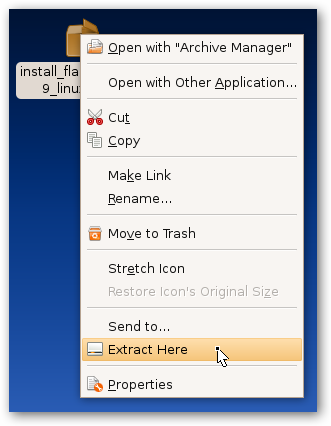 install_fla
9_linux
Open with "Archive Manager"
Open with Other Application...
Cut
Copy
Make Link
Rename...
Move to Trash
Stretch Icon
Restore Icon's Original Size
Send to...
Extract Here
Properties